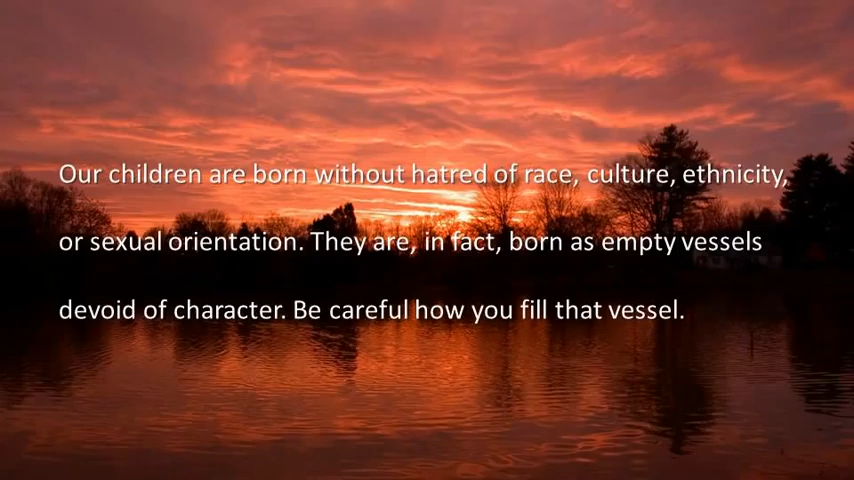 Our children are born without hatred of race, culture, ethnicity,
or sexual orientation. They are, in fact, born as empty vessels
devoid of character. Be careful how you fill that vessel.